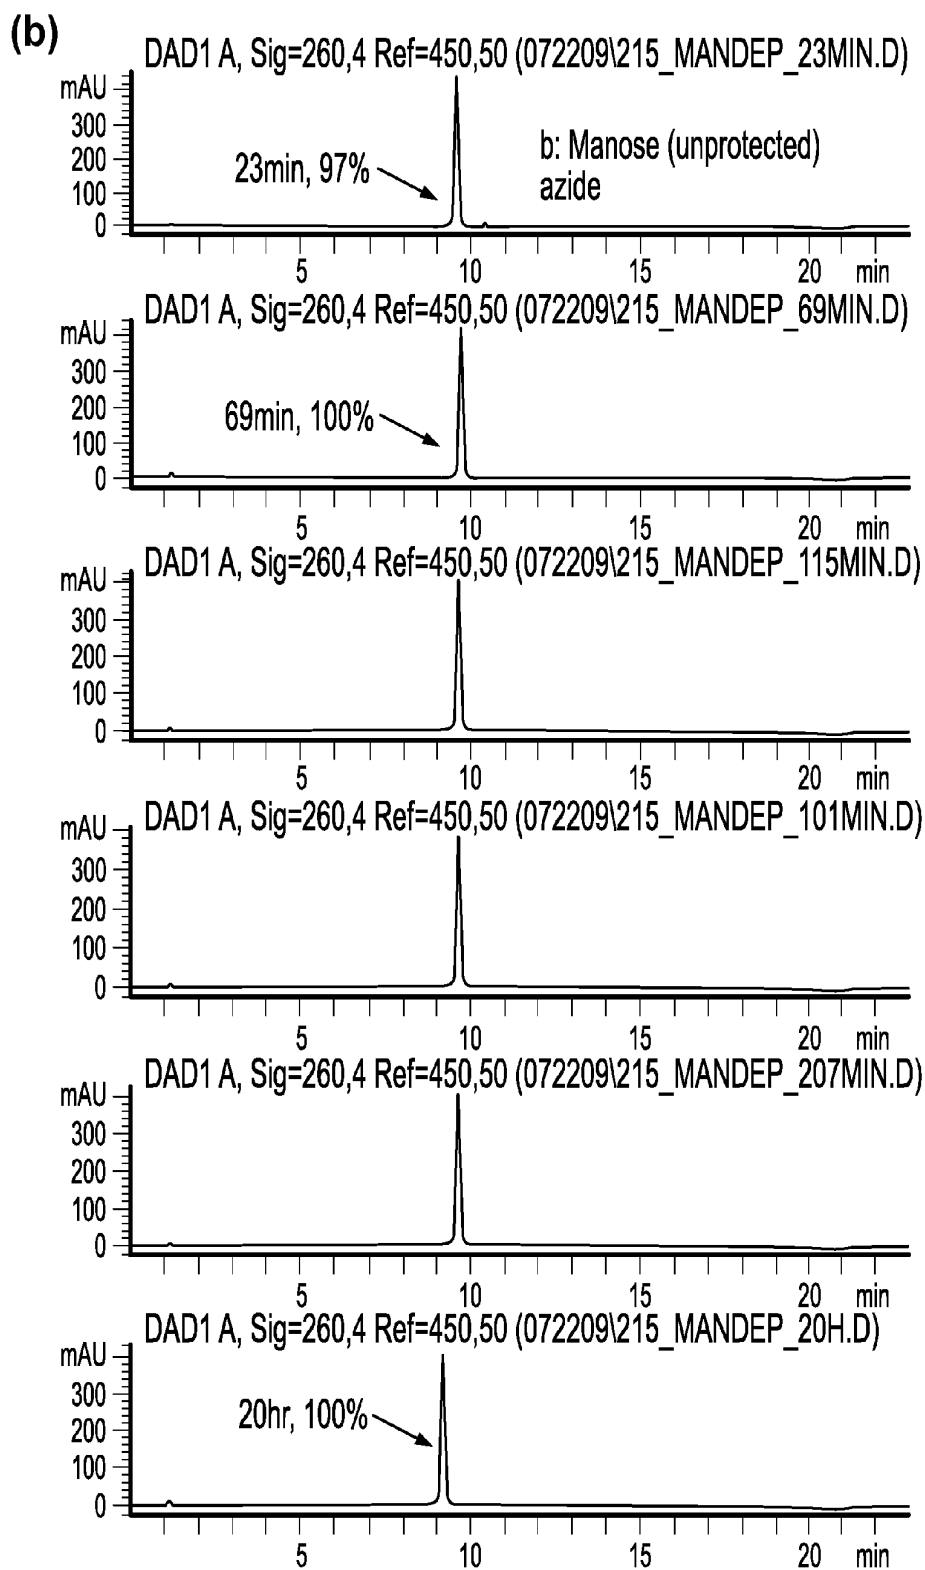 (b)
DAD1 A, Sig=260,4 Ref=450,50 (072209\215_MANDEP_23MIN.D)
mAU
300
200
100
0
23min, 97%
b: Manose (unprotected)
azide
5 10 15 20 min
DAD1 A, Sig=260,4 Ref=450,50 (072209\215_MANDEP_69MIN.D)
mAU
300
200
100
0
69min, 100%
5 10 15 20 min
DAD1 A, Sig=260,4 Ref=450,50 (072209\215_MANDEP_115MIN.D)
mAU
300
200
100
0
5 10 15 20 min
DAD1 A, Sig=260,4 Ref=450,50 (072209\215_MANDEP_101MIN.D)
mAU
300
200
100
0
5 10 15 20 min
DAD1 A, Sig=260,4 Ref=450,50 (072209\215_MANDEP_207MIN.D)
mAU
300
200
100
0
5 10 15 20 min
DAD1 A, Sig=260,4 Ref=450,50 (072209\215_MANDEP_20H.D)
mAU
300
200
100
0
20hr, 100%
5 10 15 20 min